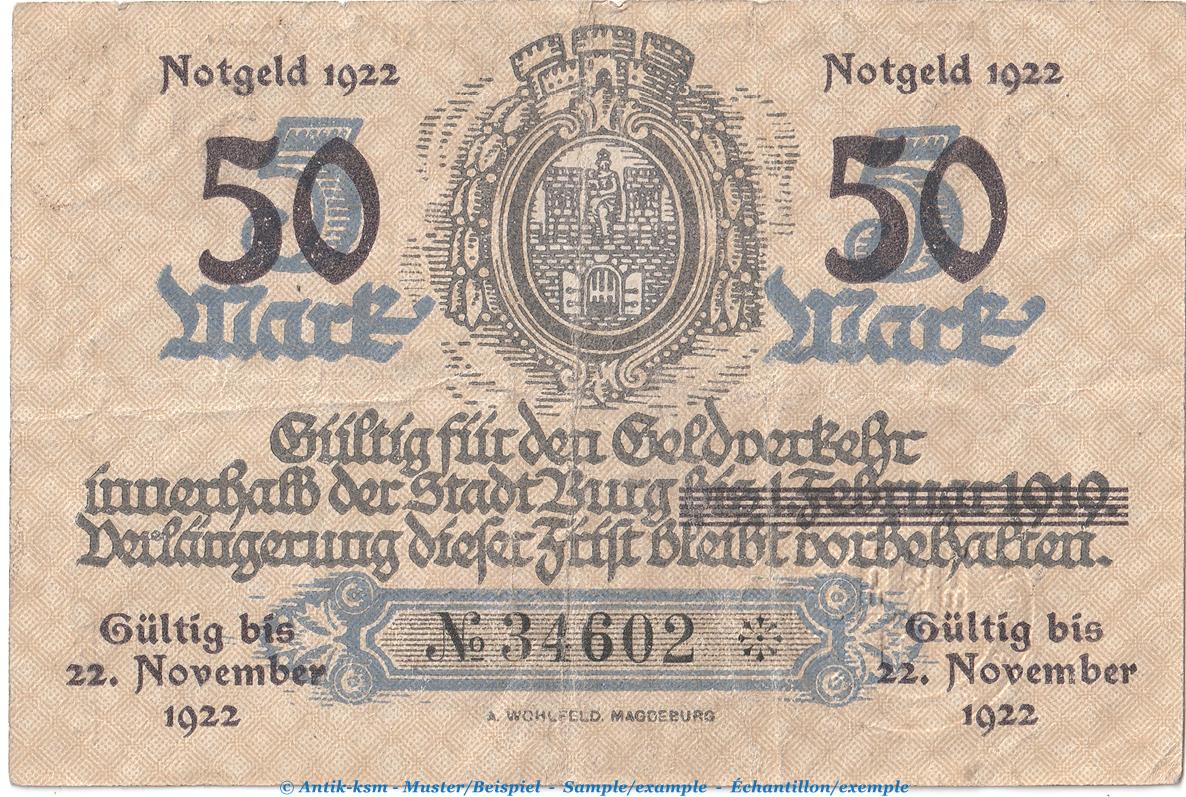 Notgeld 1922
Notgeld 1922
50
5
50
5
Mark
Mark
Gültig für den Geldverkehr
innerhalb der Stadt Burg bis 1. Februar 1919
Verlängerung dieser Frist bleibt vorbehalten.
Gültig bis
22. November
1922
№ 34602
Gültig bis
22. November
1922
A. WOHLFELD, MAGDEBURG
© Antik-ksm - Muster/Beispiel - Sample/example - Échantillon/exemple